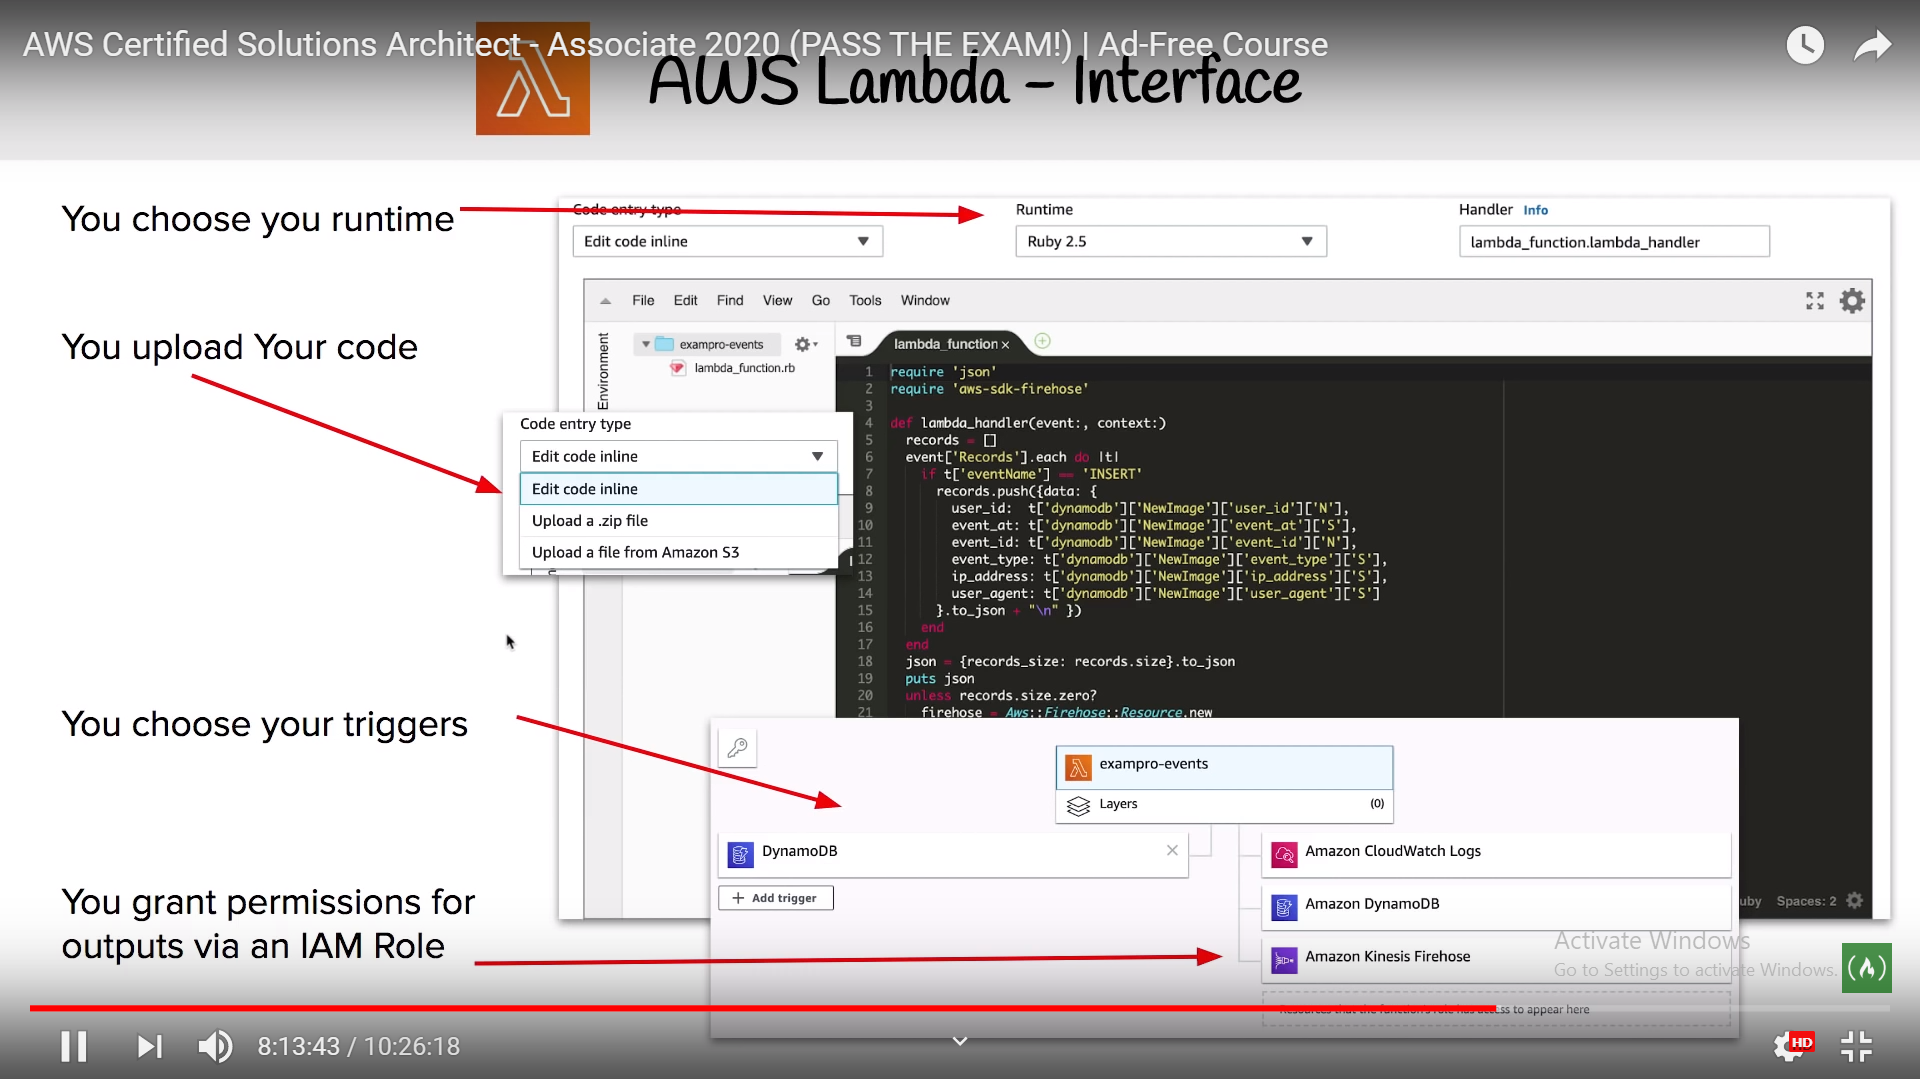 AWS Certified Solutions Architect - Associate 2020 (PASS THE EXAM!) | Ad-Free Course
AWS Lambda – Interface
You choose you runtime
Code entry type
Runtime
Handler Info
Edit code inline
Ruby 2.5
lambda_function.lambda_handler
File Edit Find View Go Tools Window
You upload Your code
Environment
exampro-events
lambda_function.rb
lambda_function ×
Code entry type
Edit code inline
Edit code inline
Upload a .zip file
Upload a file from Amazon S3
1 require 'json'
2 require 'aws-sdk-firehose'
3
4 def lambda_handler(event:, context:)
5 records = []
6 event['Records'].each do |t|
7 if t['eventName'] == 'INSERT'
8 records.push({data: {
9 user_id: t['dynamodb']['NewImage']['user_id']['N'],
10 event_at: t['dynamodb']['NewImage']['event_at']['S'],
11 event_id: t['dynamodb']['NewImage']['event_id']['N'],
12 event_type: t['dynamodb']['NewImage']['event_type']['S'],
13 ip_address: t['dynamodb']['NewImage']['ip_address']['S'],
14 user_agent: t['dynamodb']['NewImage']['user_agent']['S']
15 }.to_json + "\n" })
16 end
17 end
18 json = {records_size: records.size}.to_json
19 puts json
20 unless records.size.zero?
21 firehose = Aws::Firehose::Resource.new
You choose your triggers
exampro-events
Layers (0)
DynamoDB
+ Add trigger
Amazon CloudWatch Logs
Amazon DynamoDB
Amazon Kinesis Firehose
Resources that the function's role has access to appear here
uby Spaces: 2
You grant permissions for
outputs via an IAM Role
Activate Windows
Go to Settings to activate Windows.
8:13:43 / 10:26:18
HD